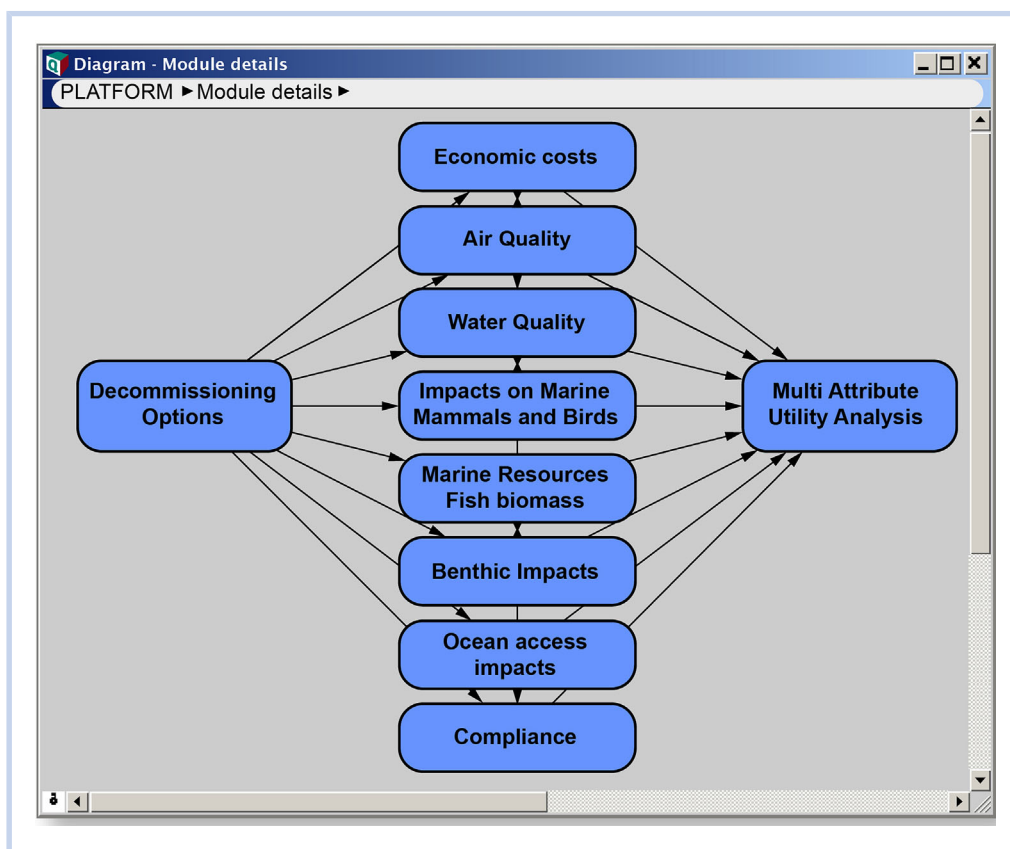 Diagram - Module details
PLATFORM ► Module details ►
Economic costs
Air Quality
Water Quality
Decommissioning
Options
Impacts on Marine
Mammals and Birds
Multi Attribute
Utility Analysis
Marine Resources
Fish biomass
Benthic Impacts
Ocean access
impacts
Compliance